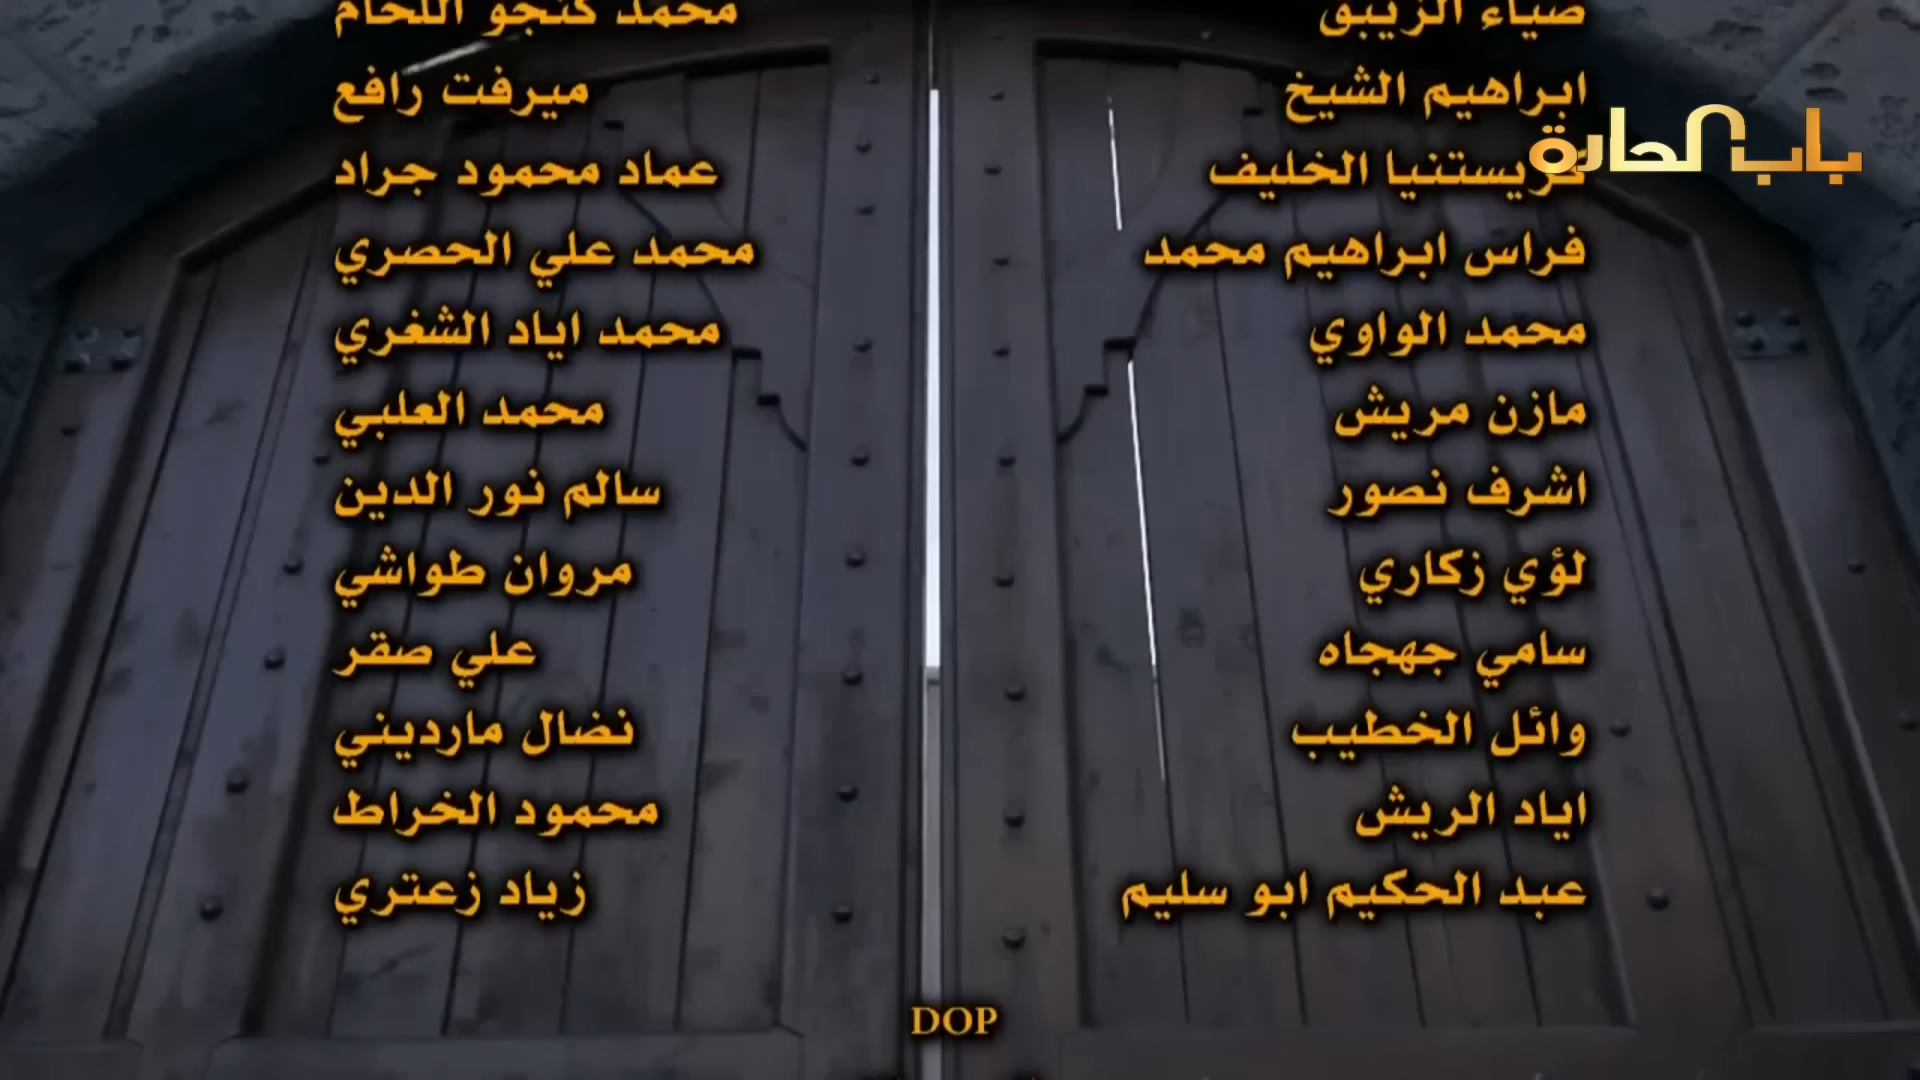 ضياء الزيبق
محمد كنجو اللحام
ابراهيم الشيخ
ميرفت رافع
باب الحارة
الخليف
عماد محمود جراد
فراس ابراهيم محمد
محمد علي الحصري
محمد الواوي
محمد اياد الشغري
مازن مريش
محمد العلبي
اشرف نصور
سالم نور الدين
لؤي زكاري
مروان طواشي
سامي جهجاه
علي صقر
وائل الخطيب
نضال مارديني
اياد الريش
محمود الخراط
عبد الحكيم ابو سليم
زياد زعتري
DOP